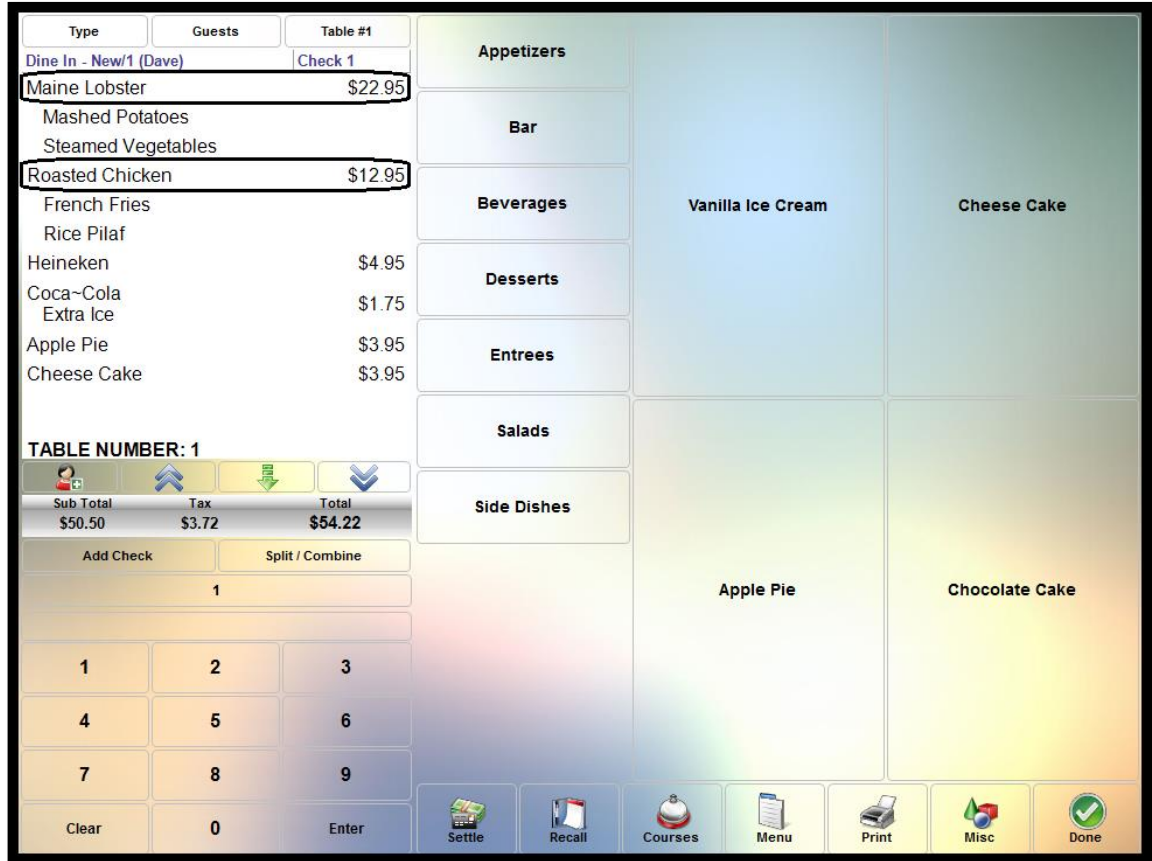 Type Guests Table #1
Dine In - New/1 (Dave) Check 1
Maine Lobster $22.95
Mashed Potatoes
Steamed Vegetables
Roasted Chicken $12.95
French Fries
Rice Pilaf
Heineken $4.95
Coca~Cola $1.75
Extra Ice
Apple Pie $3.95
Cheese Cake $3.95
TABLE NUMBER: 1
Sub Total Tax Total
$50.50 $3.72 $54.22
Add Check Split / Combine
1
1 2 3
4 5 6
7 8 9
Clear 0 Enter
Appetizers
Bar
Beverages
Desserts
Entrees
Salads
Side Dishes
Vanilla Ice Cream Cheese Cake
Apple Pie Chocolate Cake
Settle Recall Courses Menu Print Misc Done